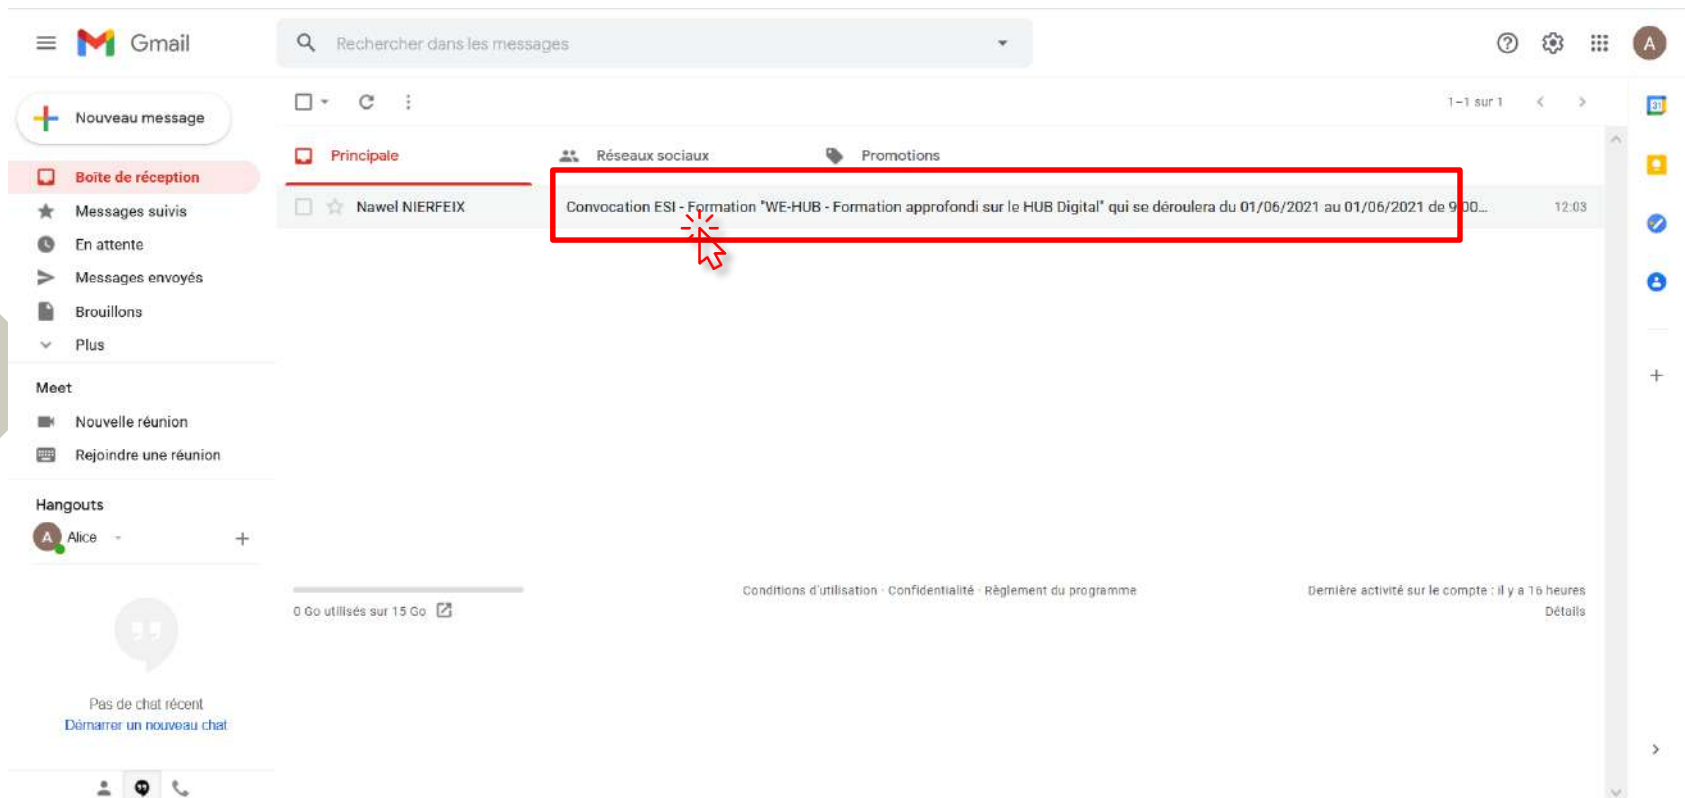 Gmail
Rechercher dans les messages
A
Nouveau message
1–1 sur 1
31
Principale
Réseaux sociaux
Promotions
Boîte de réception
Nawel NIERFEIX
Convocation ESI - Formation "WE-HUB - Formation approfondi sur le HUB Digital" qui se déroulera du 01/06/2021 au 01/06/2021 de 9:00...
12:03
Messages suivis
En attente
Messages envoyés
Brouillons
Plus
Meet
Nouvelle réunion
Rejoindre une réunion
Hangouts
A Alice
0 Go utilisés sur 15 Go
Conditions d'utilisation · Confidentialité · Règlement du programme
Dernière activité sur le compte : il y a 16 heures
Détails
Pas de chat récent
Démarrer un nouveau chat